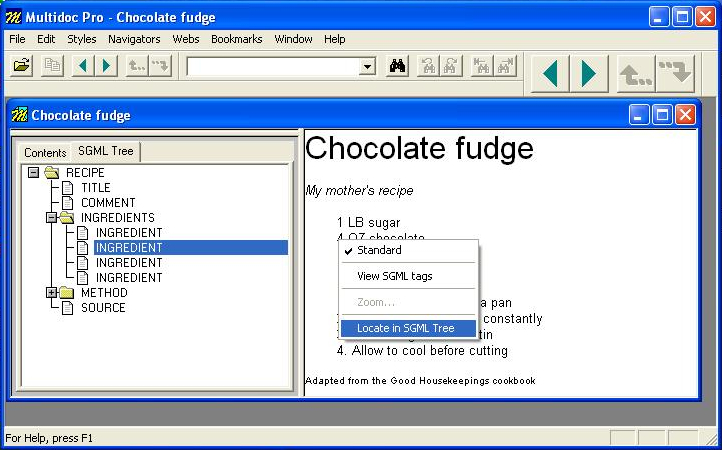 Multidoc Pro - Chocolate fudge
File Edit Styles Navigators Webs Bookmarks Window Help
Chocolate fudge
Contents SGML Tree
RECIPE
TITLE
COMMENT
INGREDIENTS
INGREDIENT
INGREDIENT
INGREDIENT
INGREDIENT
METHOD
SOURCE
Chocolate fudge
My mother's recipe
1 LB sugar
4 OZ chocolate
Standard
View SGML tags
Zoom...
Locate in SGML Tree
a pan
constantly
tin
4. Allow to cool before cutting
Adapted from the Good Housekeepings cookbook
For Help, press F1